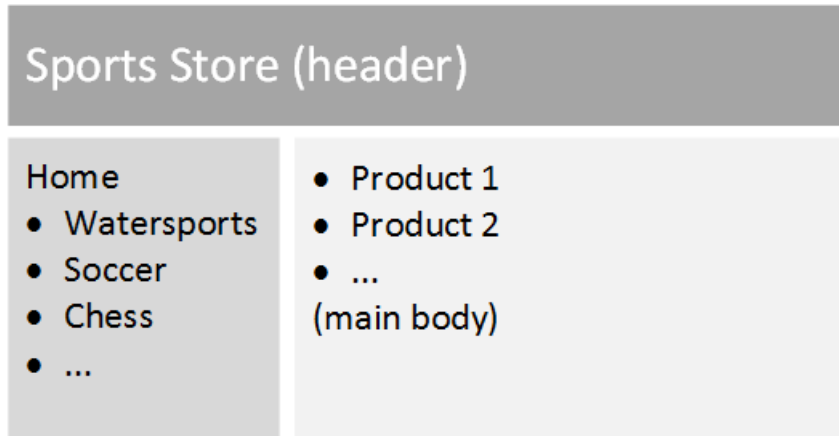 Sports Store (header)
Home
• Watersports
• Soccer
• Chess
• ...
• Product 1
• Product 2
• ...
(main body)